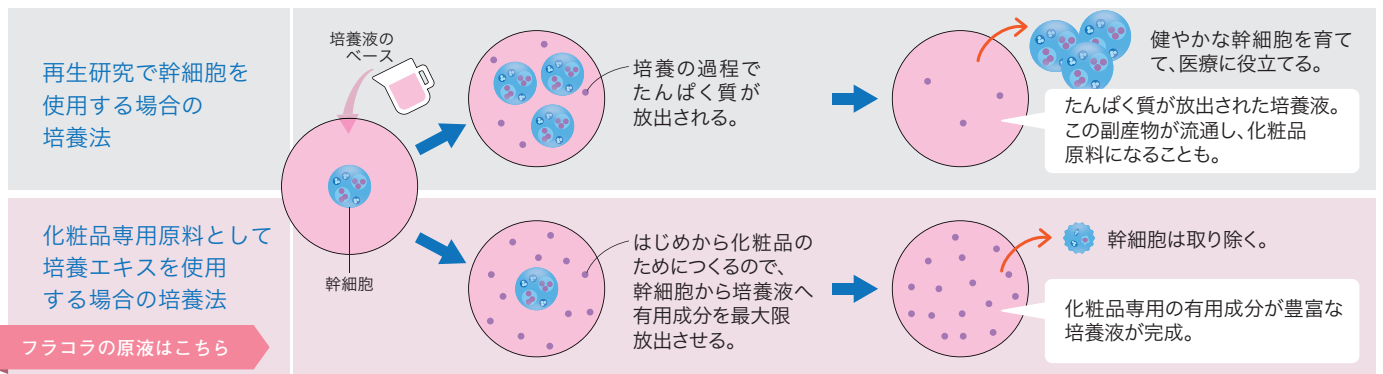 再生研究で幹細胞を
使用する場合の
培養法
培養液の
ベース
幹細胞
培養の過程で
たんぱく質が
放出される。
健やかな幹細胞を育て
て、医療に役立てる。
たんぱく質が放出された培養液。
この副産物が流通し、化粧品
原料になることも。
化粧品専用原料として
培養エキスを使用
する場合の培養法
フラコラの原液はこちら
はじめから化粧品の
ためにつくるので、
幹細胞から培養液へ
有用成分を最大限
放出させる。
幹細胞は取り除く。
化粧品専用の有用成分が豊富な
培養液が完成。